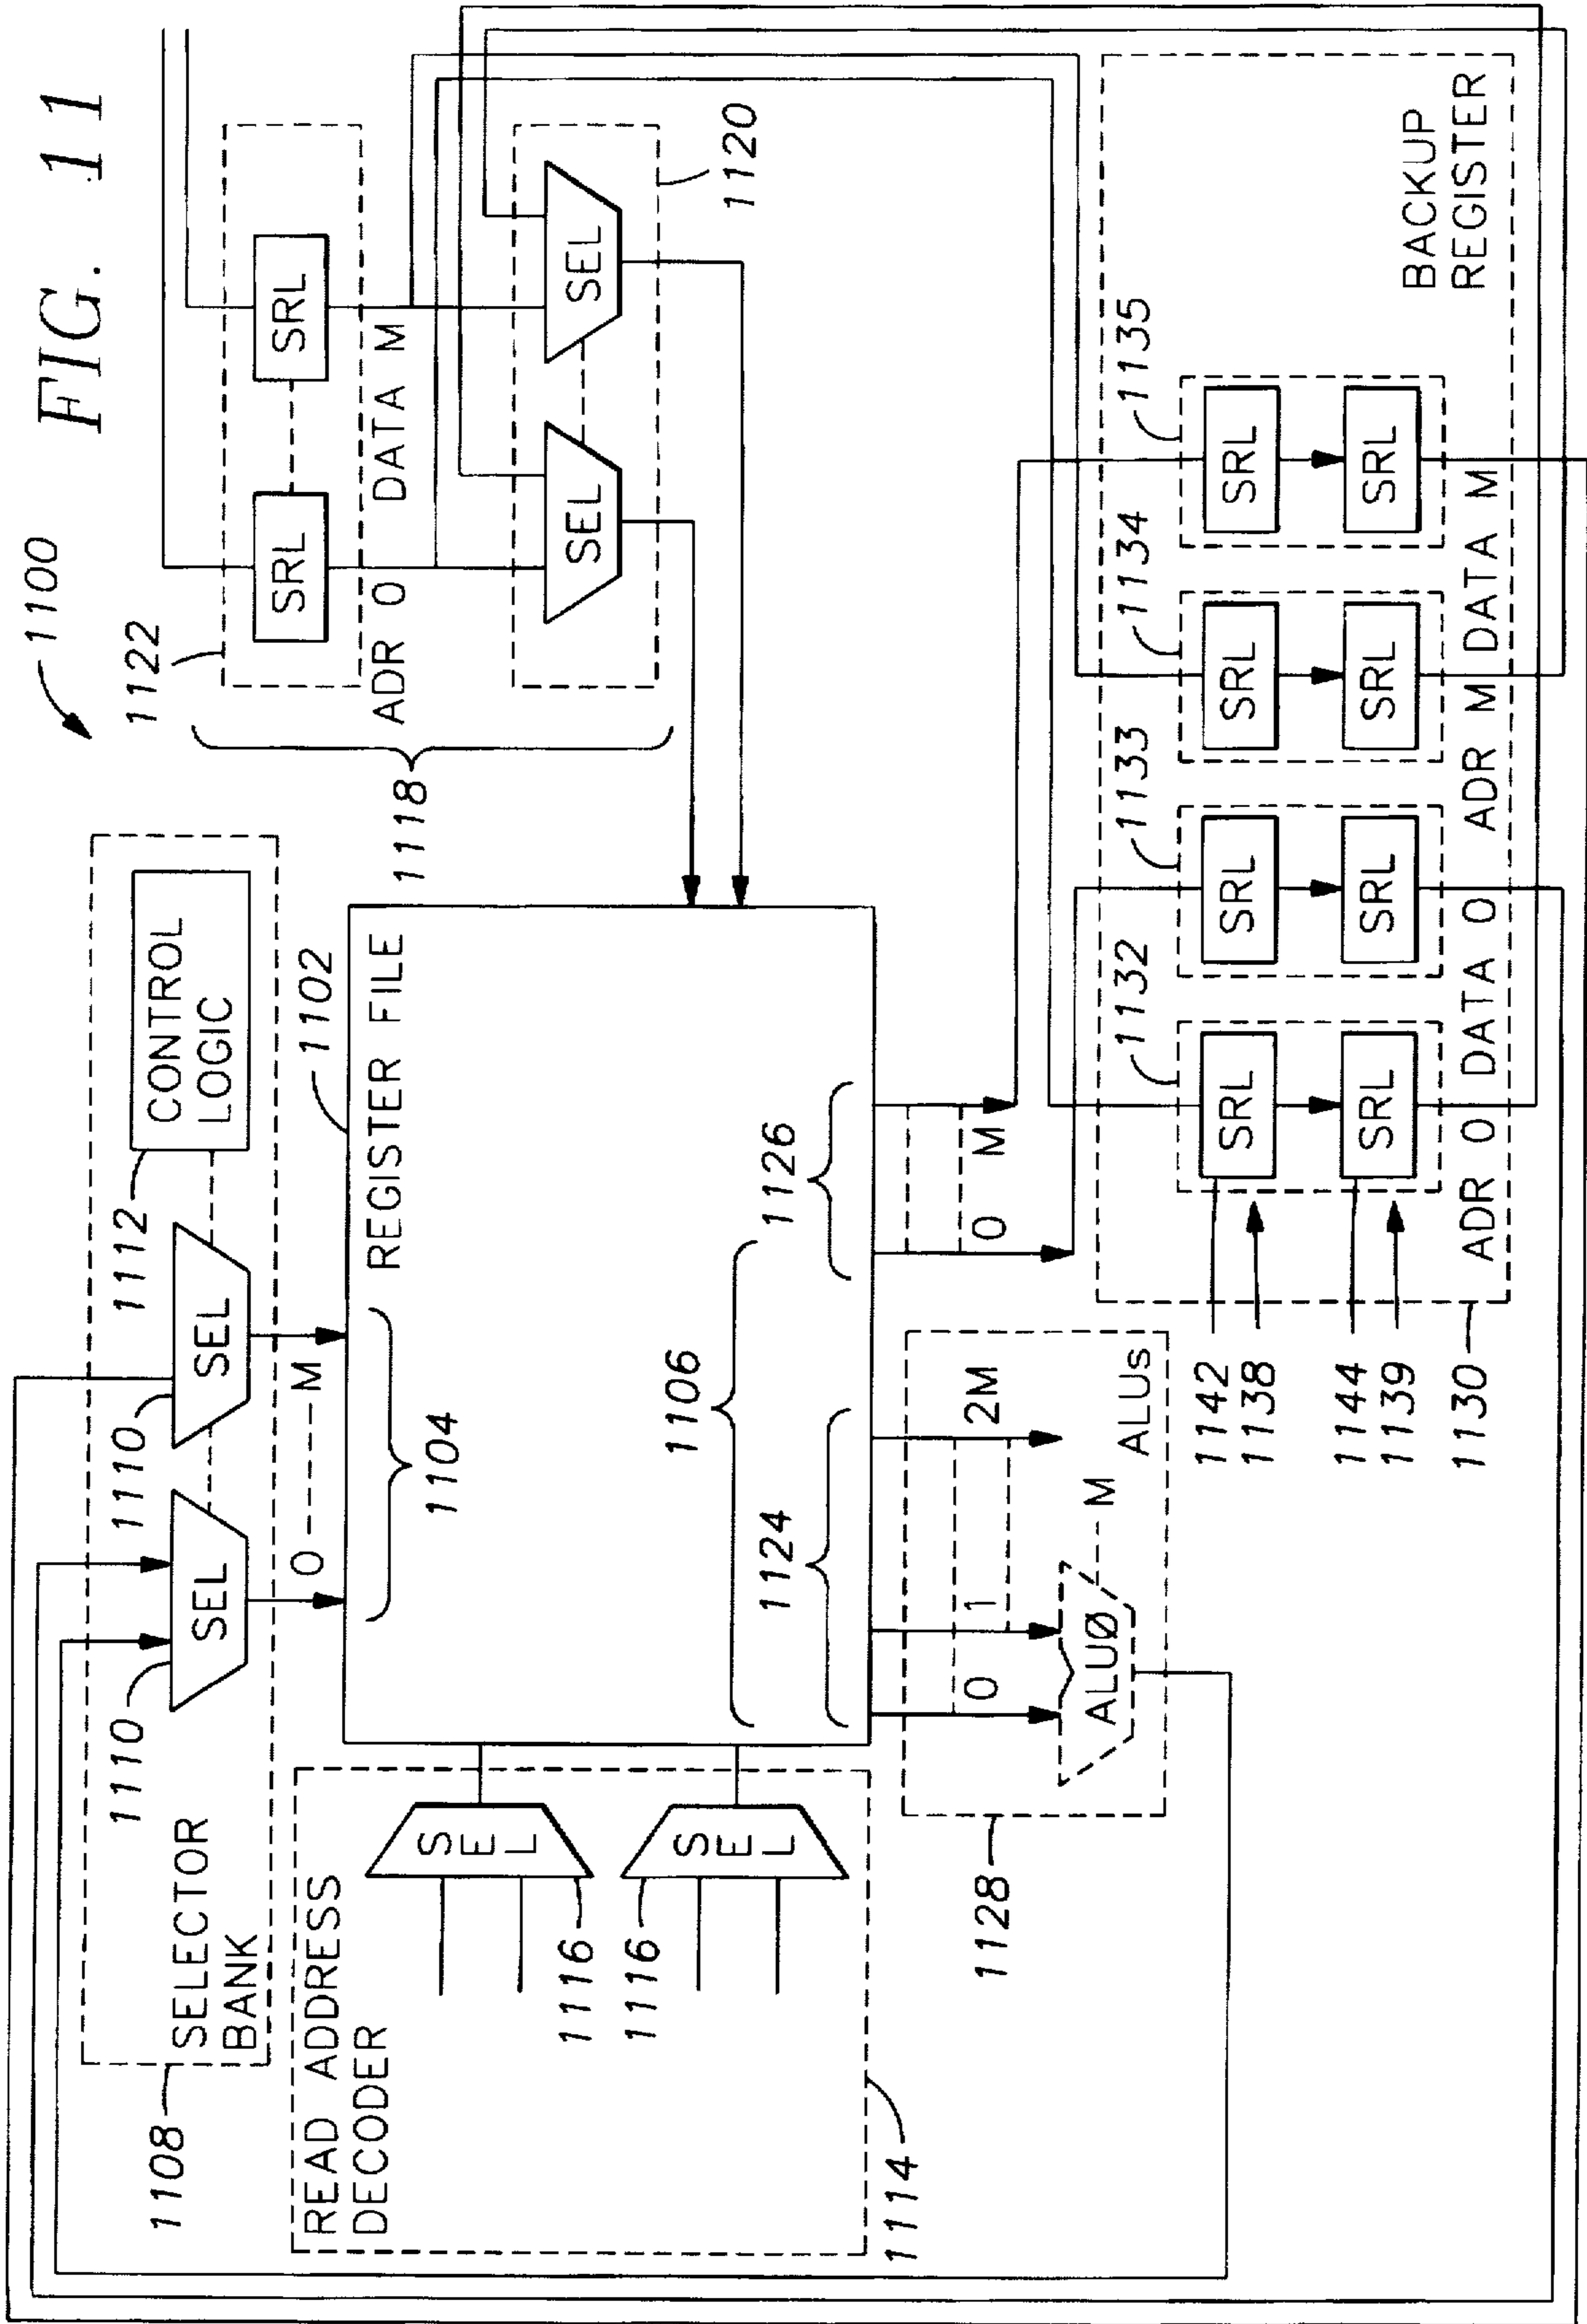 FIG. 11
1100
1108
SELECTOR
BANK
1110
SEL
1110
SEL
1112
CONTROL
LOGIC
0 M
1104
REGISTER FILE
1102
READ ADDRESS
DECODER
SEL
1116
SEL
1116
1114
1118
1122
SRL
SRL
ADR 0 DATA M
SEL
SEL
1120
1106
1124
1126
0 1 2M
0 M
ALUØ
M
ALUs
1128
1132
1133
1134
1135
SRL
SRL
SRL
SRL
SRL
SRL
SRL
SRL
1142
1138
1144
1139
1130
ADR 0 DATA 0 ADR M DATA M
BACKUP
REGISTER